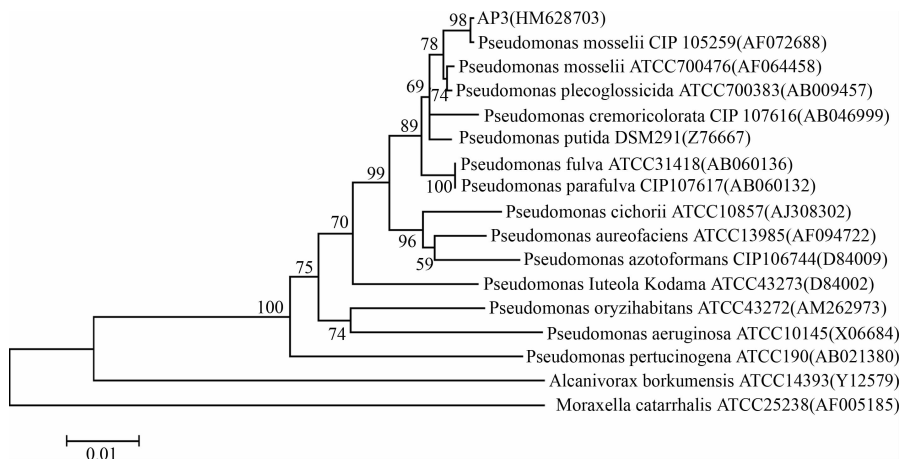 98 AP3(HM628703)
Pseudomonas mosselii CIP 105259(AF072688)
78
Pseudomonas mosselii ATCC700476(AF064458)
69 74 Pseudomonas plecoglossicida ATCC700383(AB009457)
Pseudomonas cremoricolorata CIP 107616(AB046999)
89
Pseudomonas putida DSM291(Z76667)
Pseudomonas fulva ATCC31418(AB060136)
99 100 Pseudomonas parafulva CIP107617(AB060132)
Pseudomonas cichorii ATCC10857(AJ308302)
70 96 Pseudomonas aureofaciens ATCC13985(AF094722)
59 Pseudomonas azotoformans CIP106744(D84009)
75
Pseudomonas Iuteola Kodama ATCC43273(D84002)
100 Pseudomonas oryzihabitans ATCC43272(AM262973)
74 Pseudomonas aeruginosa ATCC10145(X06684)
Pseudomonas pertucinogena ATCC190(AB021380)
Alcanivorax borkumensis ATCC14393(Y12579)
Moraxella catarrhalis ATCC25238(AF005185)
0.01